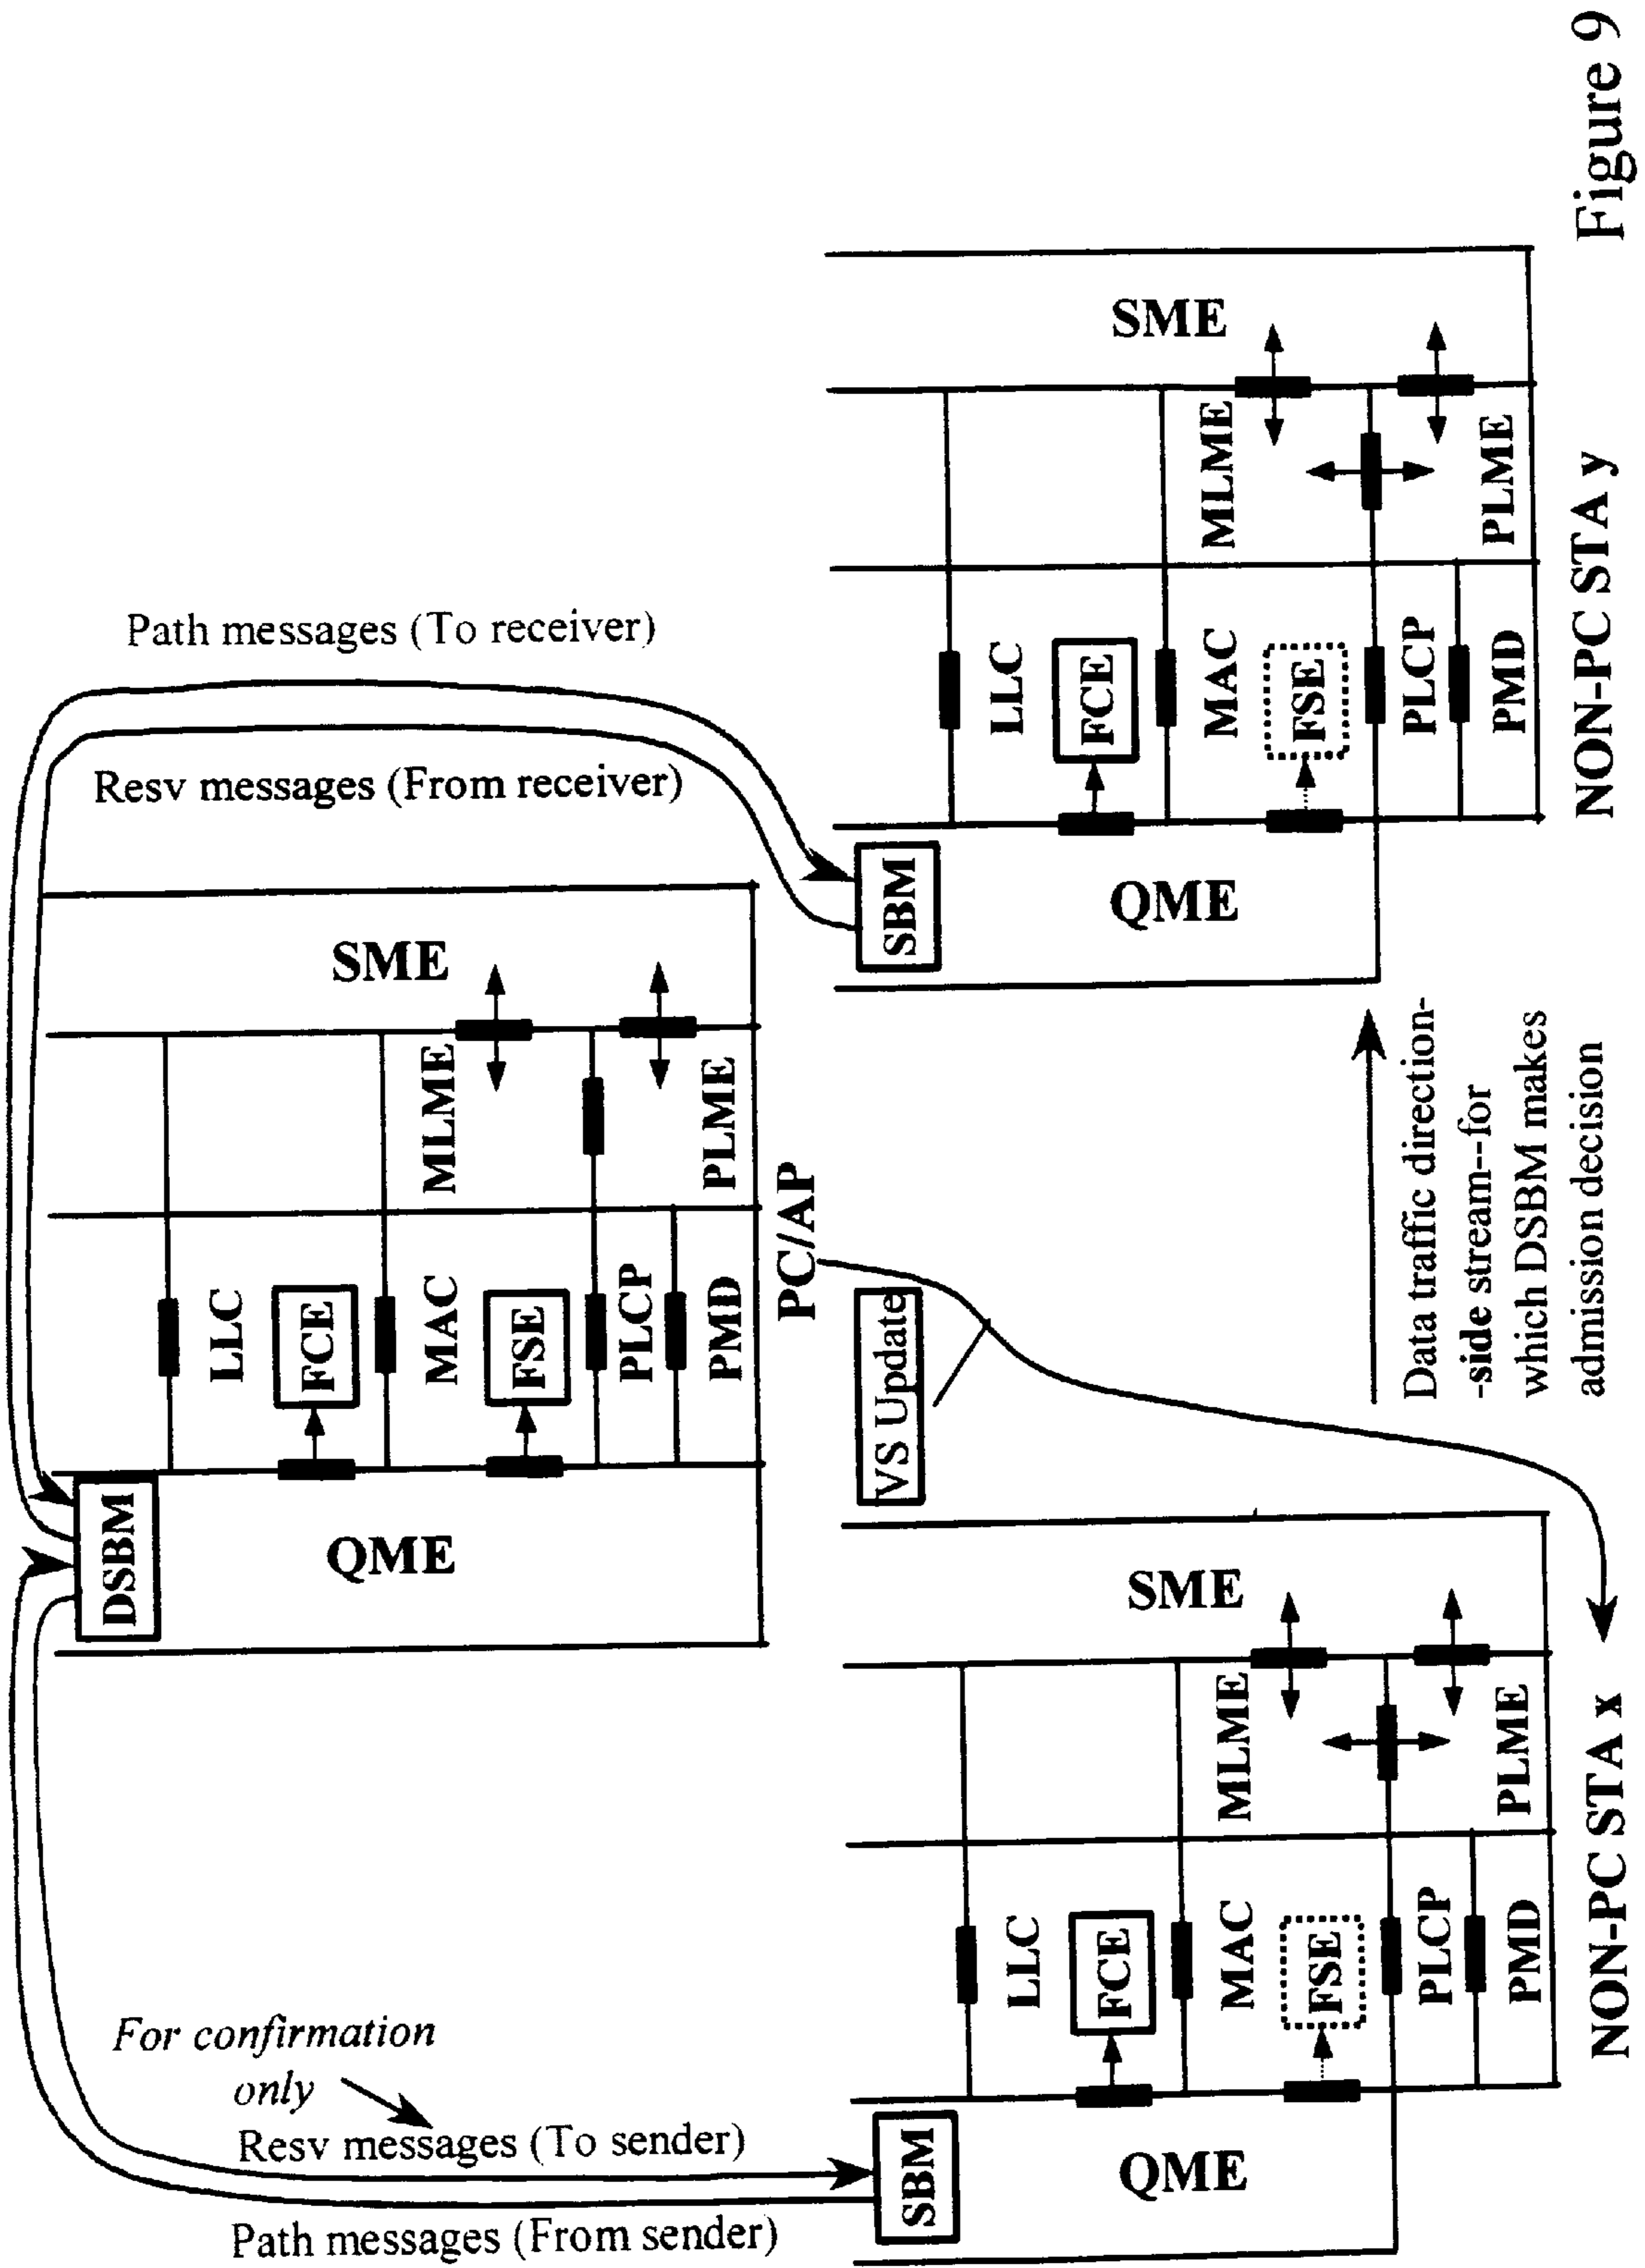 For confirmation
only
Resv messages (To sender)
Path messages (From sender)
Path messages (To receiver)
Resv messages (From receiver)
DSBM
QME
LLC
FCE
MAC
FSE
PLCP
PMD
MLME
PLME
SME
PC/AP
VS Update
SBM
QME
LLC
FCE
MAC
FSE
PLCP
PMD
MLME
PLME
SME
NON-PC STA x
Data traffic direction-
-side stream--for
which DSBM makes
admission decision
SBM
QME
LLC
FCE
MAC
FSE
PLCP
PMD
MLME
PLME
SME
NON-PC STA y
Figure 9